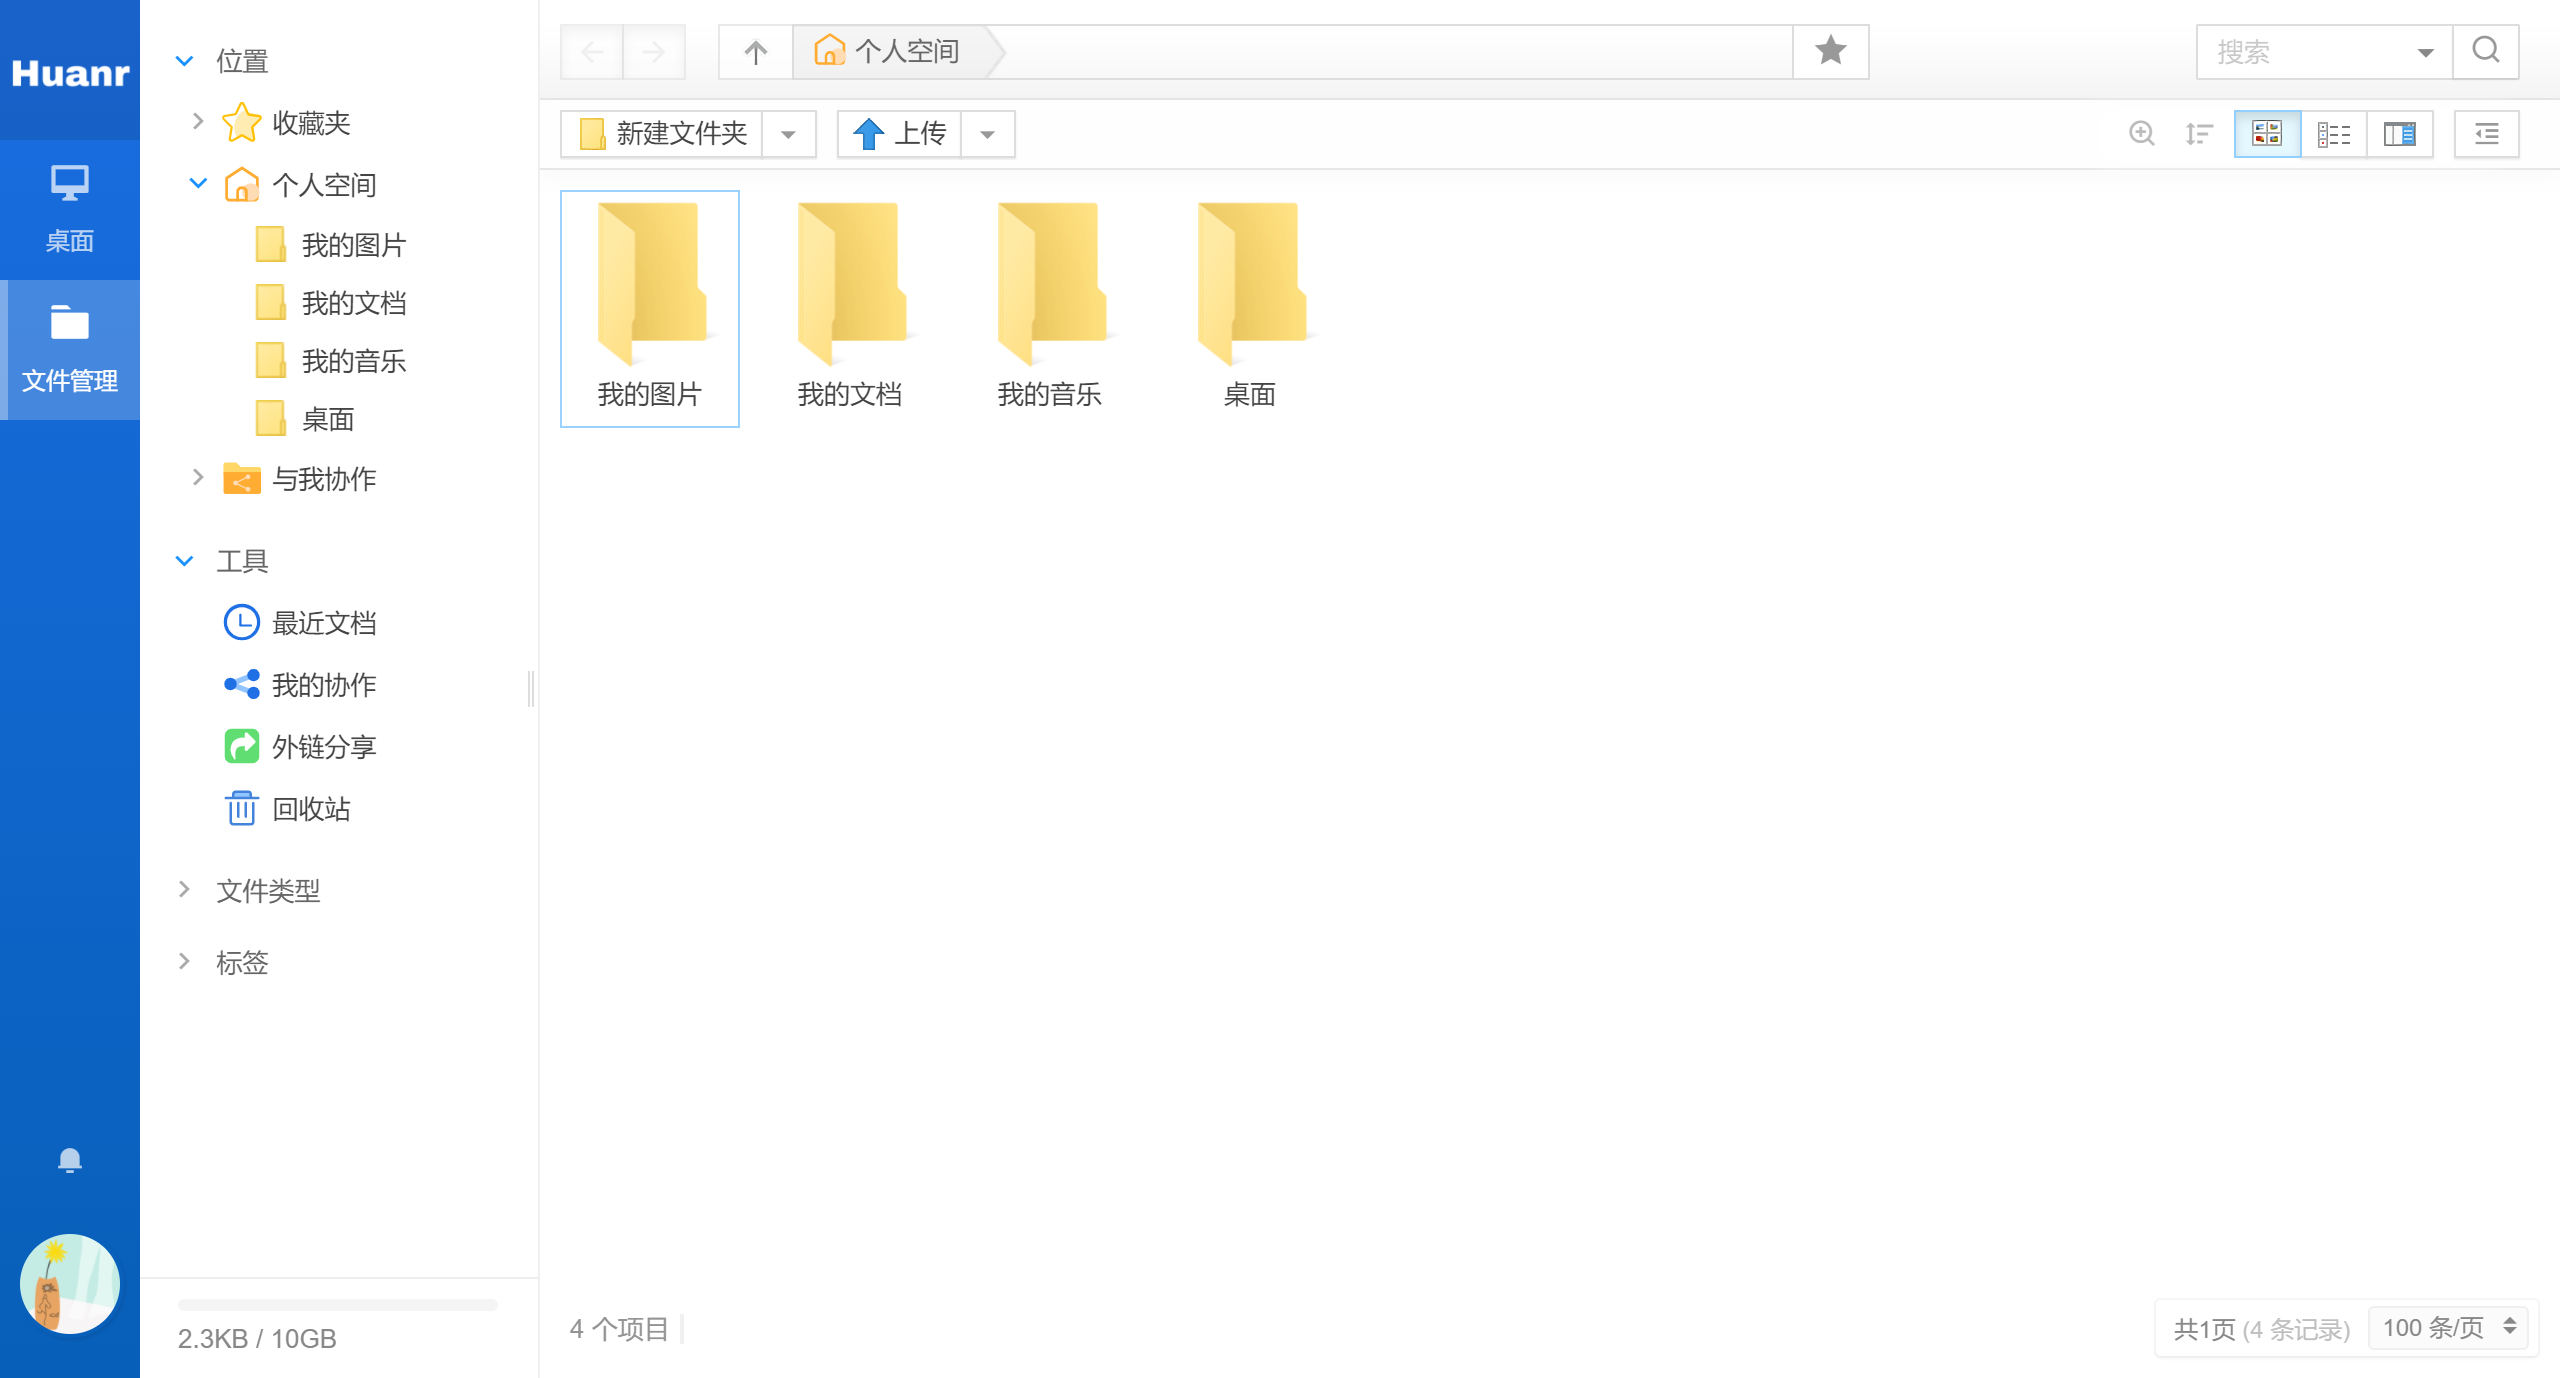 Huanr
桌面
文件管理
位置
收藏夹
个人空间
我的图片
我的文档
我的音乐
桌面
与我协作
工具
最近文档
我的协作
外链分享
回收站
文件类型
标签
2.3KB / 10GB
个人空间
搜索
新建文件夹
上传
我的图片
我的文档
我的音乐
桌面
4 个项目
共1页 (4 条记录)
100 条/页